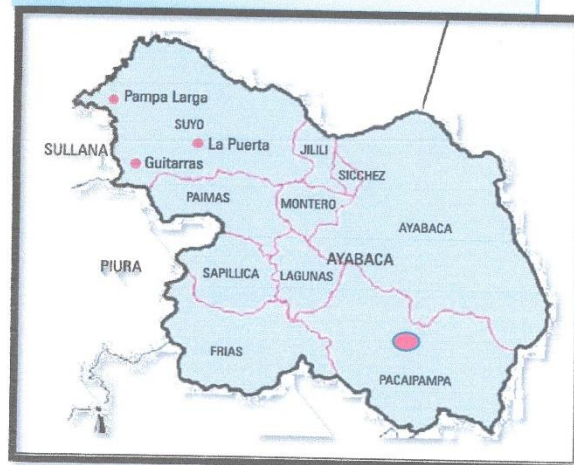 Pampa Larga
SUYO
SULLANA
La Puerta
JILILI
Guitarras
SICCHEZ
PAIMAS
MONTERO
AYABACA
PIURA
AYABACA
SAPILLICA
LAGUNAS
FRIAS
PACAIPAMPA